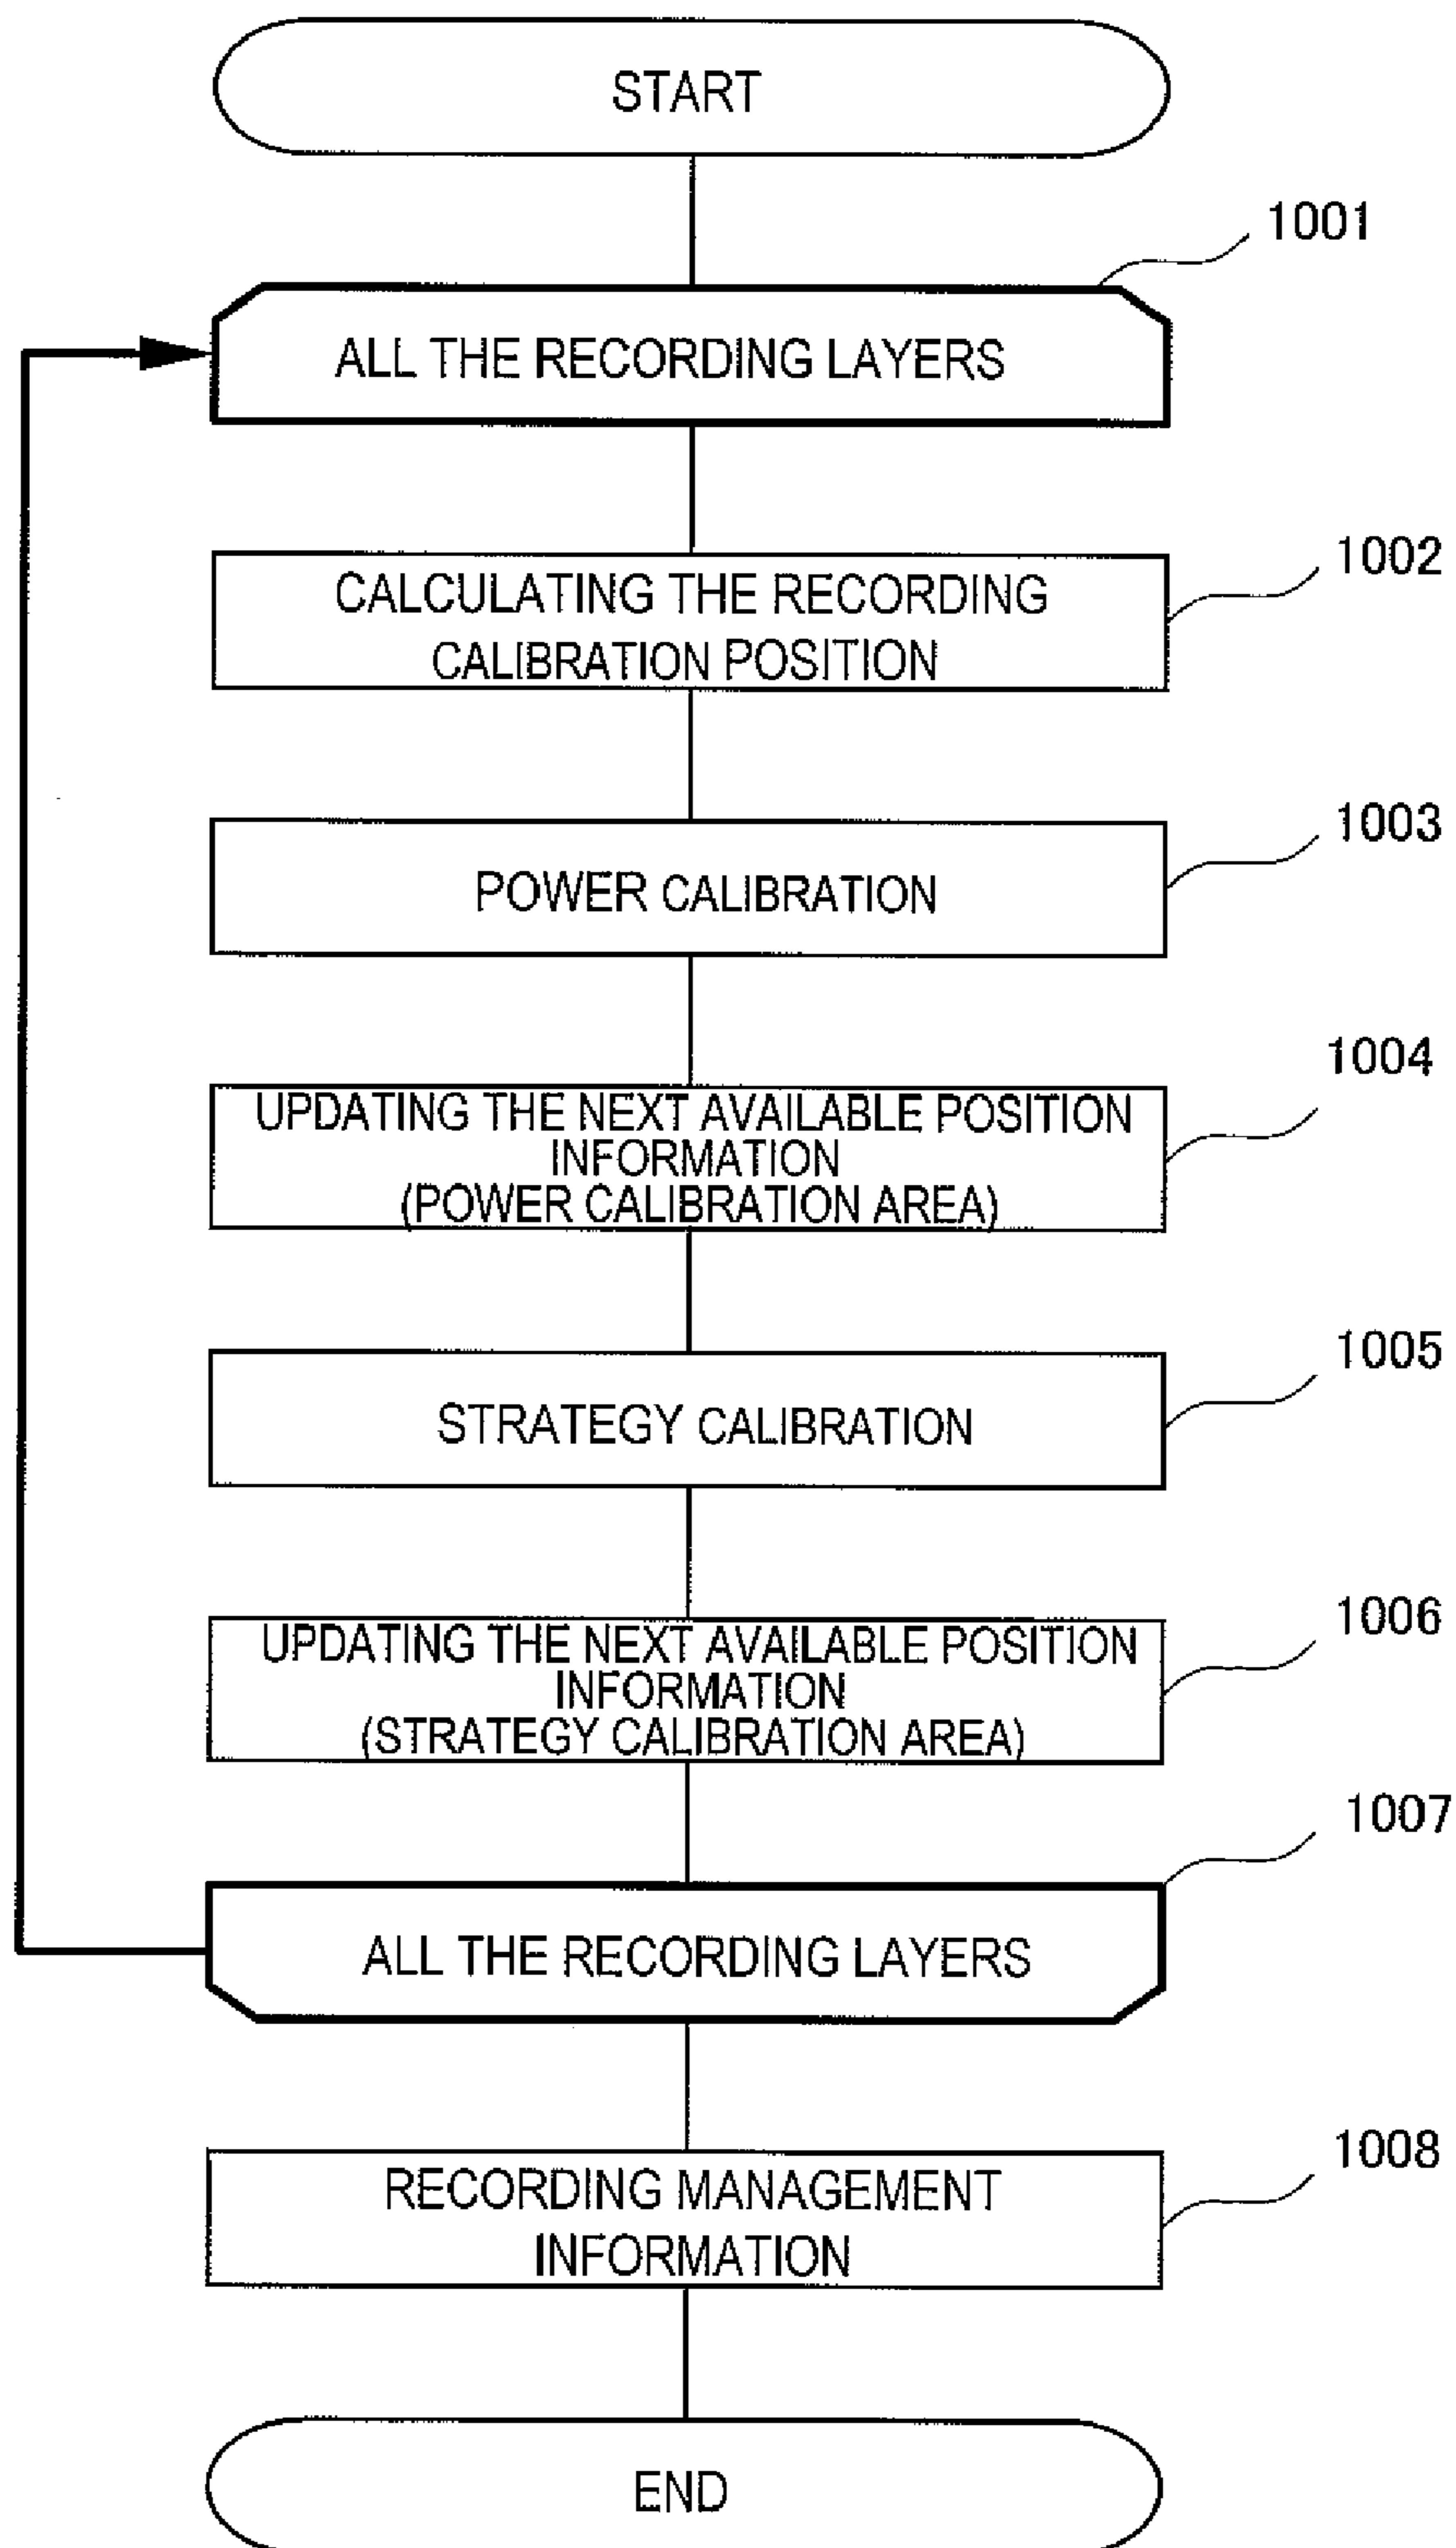 START
1001
ALL THE RECORDING LAYERS
1002
CALCULATING THE RECORDING
CALIBRATION POSITION
1003
POWER CALIBRATION
1004
UPDATING THE NEXT AVAILABLE POSITION
INFORMATION
(POWER CALIBRATION AREA)
1005
STRATEGY CALIBRATION
1006
UPDATING THE NEXT AVAILABLE POSITION
INFORMATION
(STRATEGY CALIBRATION AREA)
1007
ALL THE RECORDING LAYERS
1008
RECORDING MANAGEMENT
INFORMATION
END